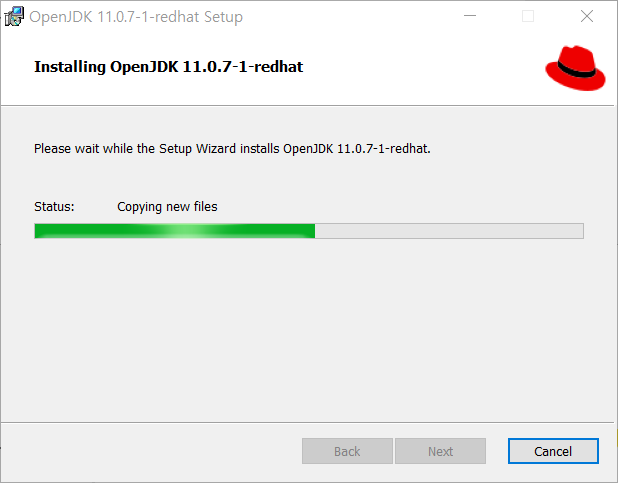 OpenJDK 11.0.7-1-redhat Setup
Installing OpenJDK 11.0.7-1-redhat
Please wait while the Setup Wizard installs OpenJDK 11.0.7-1-redhat.
Status: Copying new files
Back Next Cancel